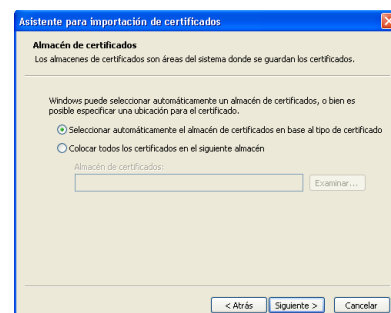 Asistente para importación de certificados
Almacén de certificados
Los almacenes de certificados son áreas del sistema donde se guardan los certificados.
Windows puede seleccionar automáticamente un almacén de certificados, o bien es
posible especificar una ubicación para el certificado.
Seleccionar automáticamente el almacén de certificados en base al tipo de certificado
Colocar todos los certificados en el siguiente almacén
Almacén de certificados:
Examinar...
< Atrás Siguiente > Cancelar